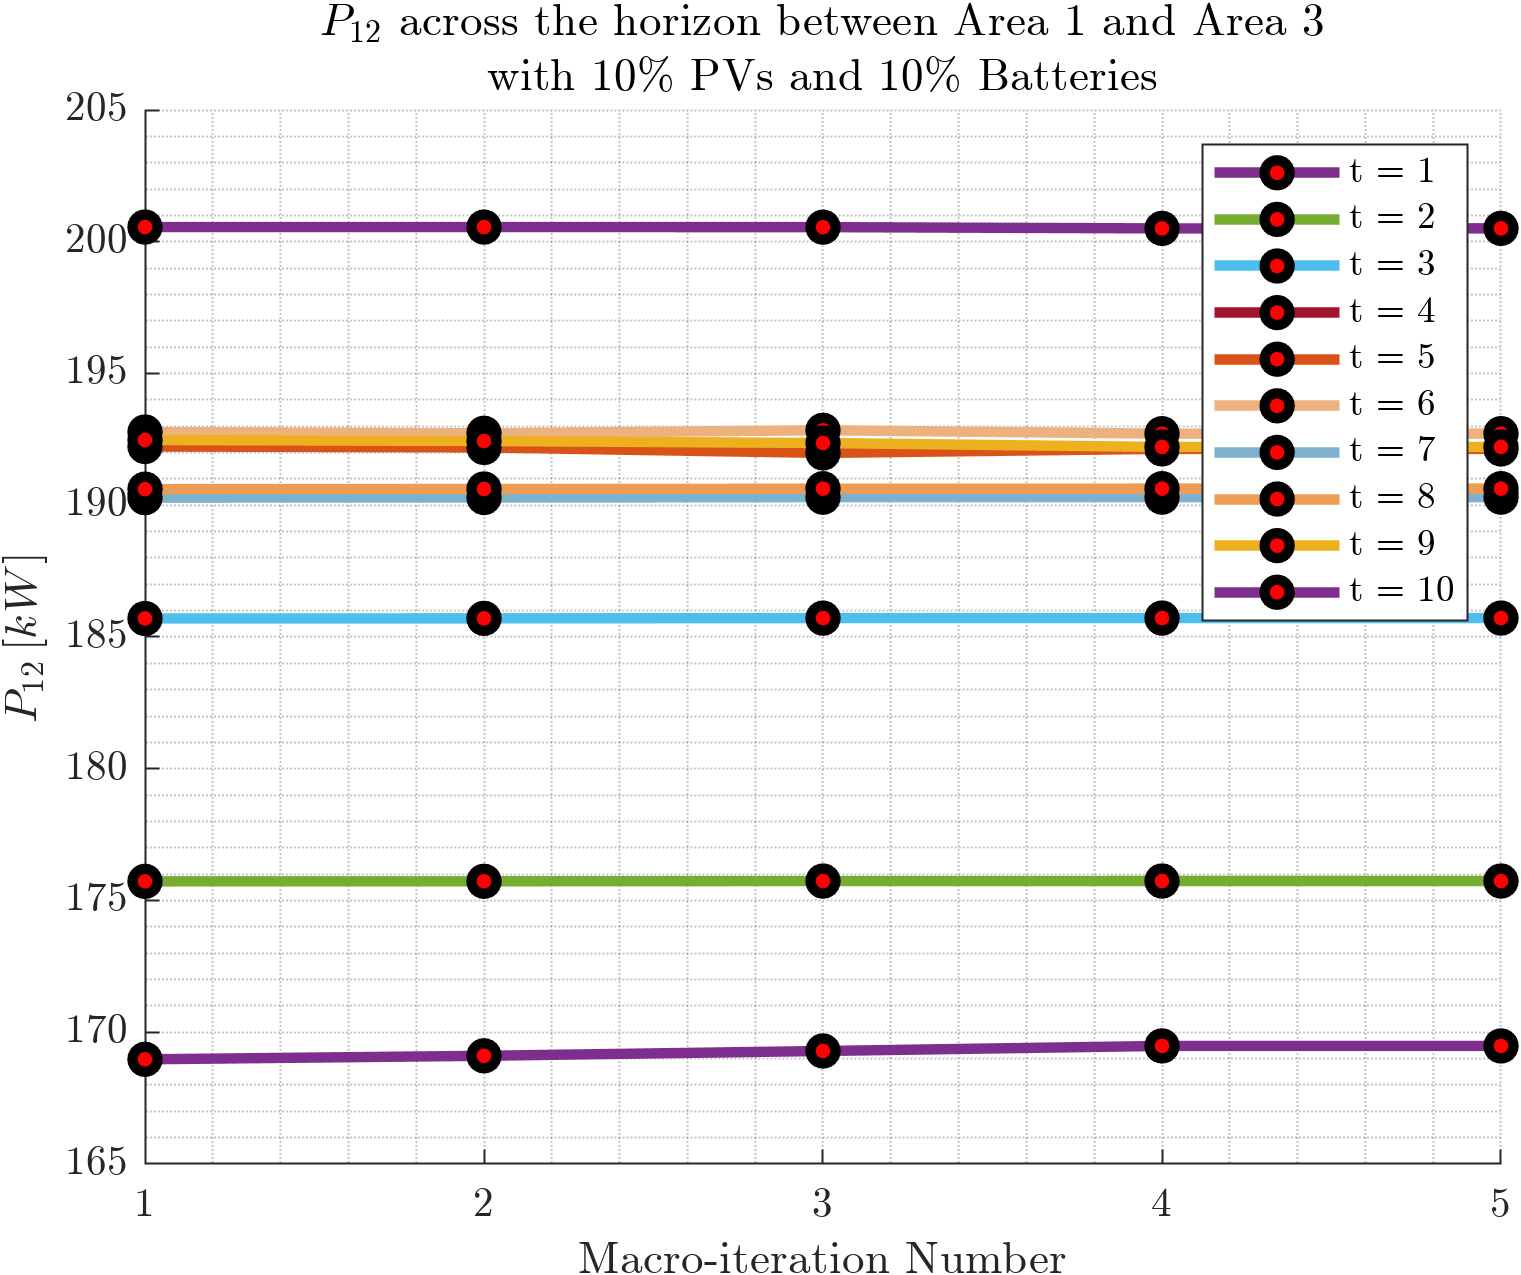 P₁₂ across the horizon between Area 1 and Area 3
with 10% PVs and 10% Batteries
205
200
195
190
185
180
175
170
165
P₁₂ [kW]
t = 1
t = 2
t = 3
t = 4
t = 5
t = 6
t = 7
t = 8
t = 9
t = 10
1 2 3 4 5
Macro-iteration Number